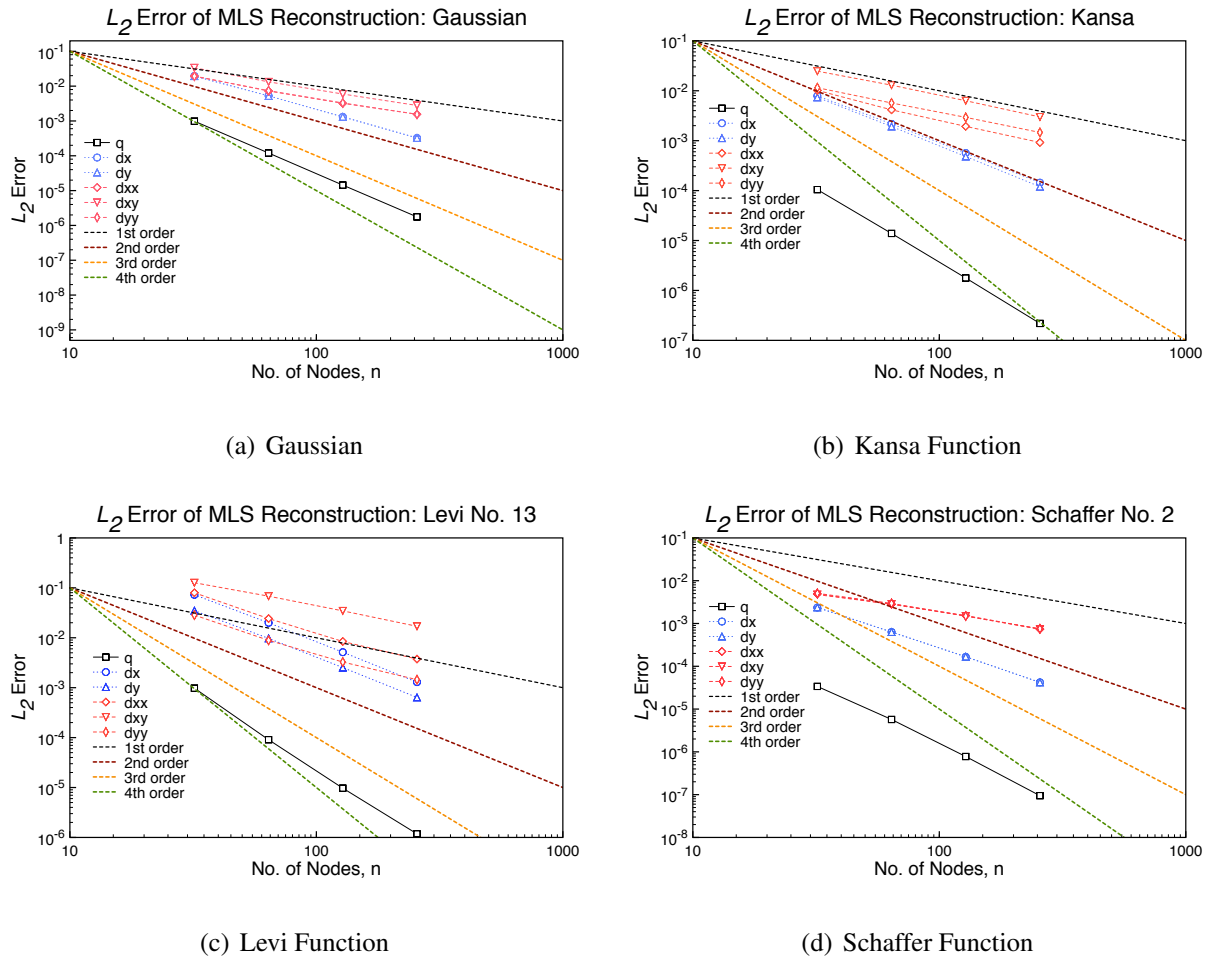 L2 Error of MLS Reconstruction: Gaussian
10-1
10-2
10-3
10-4
10-5
10-6
10-7
10-8
10-9
L2 Error
q
dx
dy
dxx
dxy
dyy
1st order
2nd order
3rd order
4th order
10
100
1000
No. of Nodes, n
(a) Gaussian
L2 Error of MLS Reconstruction: Kansa
10-1
10-2
10-3
10-4
10-5
10-6
10-7
L2 Error
q
dx
dy
dxx
dxy
dyy
1st order
2nd order
3rd order
4th order
10
100
1000
No. of Nodes, n
(b) Kansa Function
L2 Error of MLS Reconstruction: Levi No. 13
1
10-1
10-2
10-3
10-4
10-5
10-6
L2 Error
q
dx
dy
dxx
dxy
dyy
1st order
2nd order
3rd order
4th order
10
100
1000
No. of Nodes, n
(c) Levi Function
L2 Error of MLS Reconstruction: Schaffer No. 2
10-1
10-2
10-3
10-4
10-5
10-6
10-7
10-8
L2 Error
q
dx
dy
dxx
dxy
dyy
1st order
2nd order
3rd order
4th order
10
100
1000
No. of Nodes, n
(d) Schaffer Function